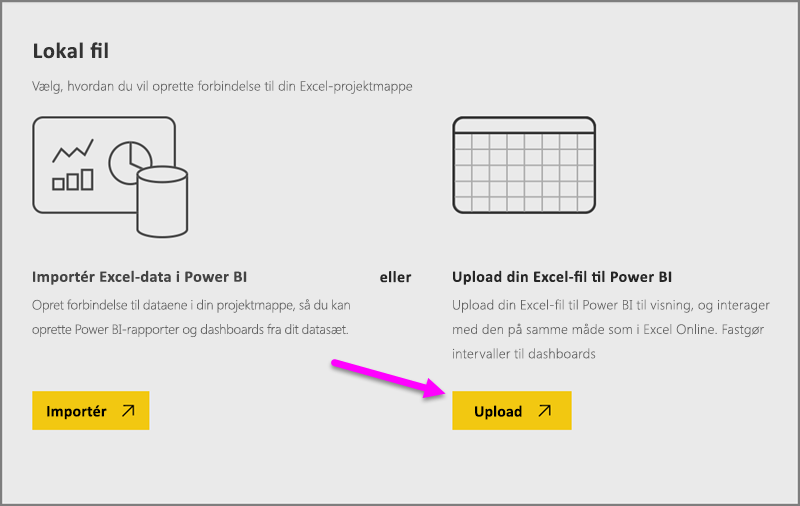 Lokal fil
Vælg, hvordan du vil oprette forbindelse til din Excel-projektmappe
Importér Excel-data i Power BI
Opret forbindelse til dataene i din projektmappe, så du kan
oprette Power BI-rapporter og dashboards fra dit datasæt.
Importér
eller
Upload din Excel-fil til Power BI
Upload din Excel-fil til Power BI til visning, og interager
med den på samme måde som i Excel Online. Fastgør
intervaller til dashboards
Upload